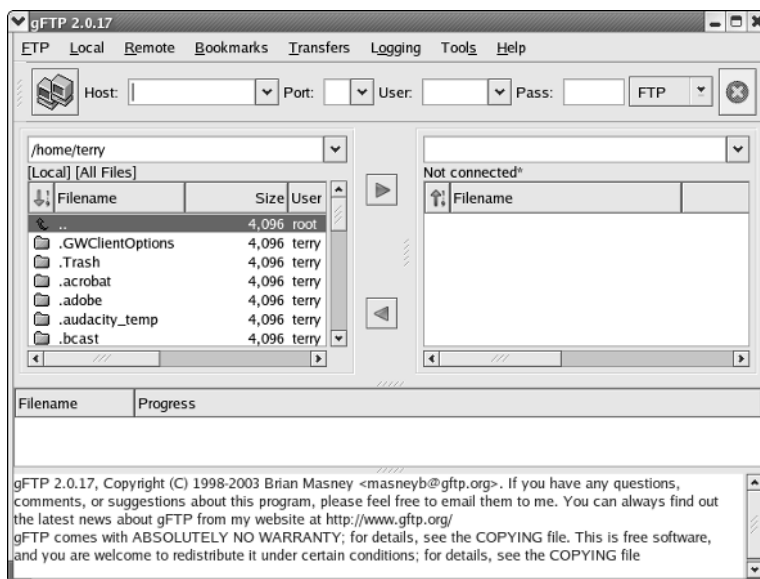 gFTP 2.0.17
FTP Local Remote Bookmarks Transfers Logging Tools Help
Host: Port: User: Pass: FTP
/home/terry
[Local] [All Files]
Filename Size User
.. 4,096 root
.GWClientOptions 4,096 terry
.Trash 4,096 terry
.acrobat 4,096 terry
.adobe 4,096 terry
.audacity_temp 4,096 terry
.bcast 4,096 terry
Not connected*
Filename
Filename Progress
gFTP 2.0.17, Copyright (C) 1998-2003 Brian Masney <masneyb@gftp.org>. If you have any questions,
comments, or suggestions about this program, please feel free to email them to me. You can always find out
the latest news about gFTP from my website at http://www.gftp.org/
gFTP comes with ABSOLUTELY NO WARRANTY; for details, see the COPYING file. This is free software,
and you are welcome to redistribute it under certain conditions; for details, see the COPYING file